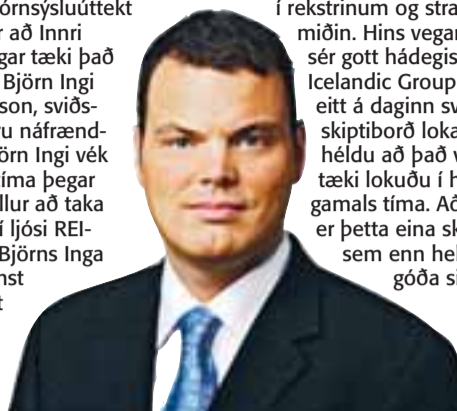 órnsýsluúttekt
r að Innri
gar tæki það
Björn Ingi
son, sviðs-
u náfrænd-
örn Ingi vék
tíma þegar
llur að taka
í ljósi REI-
Björns Inga
nst
t
í rekstrinum og stra
miðin. Hins vegar
sér gott hádegis
Icelandic Group
eitt á daginn sv
skiptiborð loka
héldu að það v
tæki lokuðu í h
gamals tíma. Að
er þetta eina sk
sem enn hel
góða si